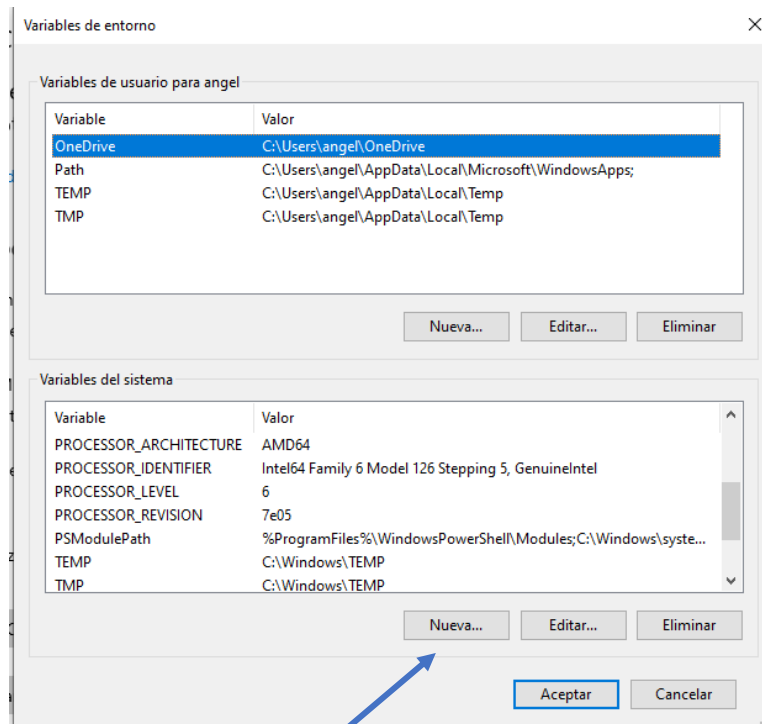 Variables de entorno
Variables de usuario para angel
Variable Valor
OneDrive C:\Users\angel\OneDrive
Path C:\Users\angel\AppData\Local\Microsoft\WindowsApps;
TEMP C:\Users\angel\AppData\Local\Temp
TMP C:\Users\angel\AppData\Local\Temp
Nueva... Editar... Eliminar
Variables del sistema
Variable Valor
PROCESSOR_ARCHITECTURE AMD64
PROCESSOR_IDENTIFIER Intel64 Family 6 Model 126 Stepping 5, GenuineIntel
PROCESSOR_LEVEL 6
PROCESSOR_REVISION 7e05
PSModulePath %ProgramFiles%\WindowsPowerShell\Modules;C:\Windows\syste...
TEMP C:\Windows\TEMP
TMP C:\Windows\TEMP
Nueva... Editar... Eliminar
Aceptar Cancelar